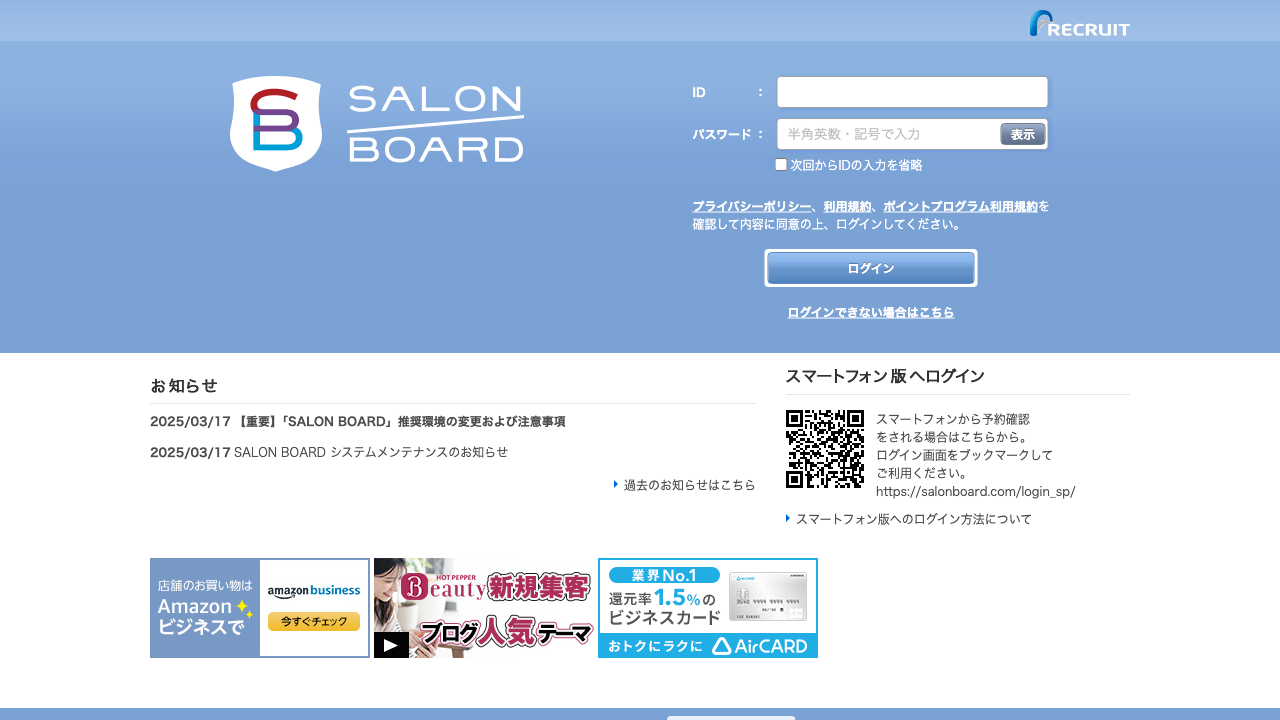 RECRUIT
SALON
BOARD
ID ：
パスワード ： 半角英数・記号で入力 表示
次回からIDの入力を省略
プライバシーポリシー、利用規約、ポイントプログラム利用規約を
確認して内容に同意の上、ログインしてください。
ログイン
ログインできない場合はこちら
お知らせ
2025/03/17 【重要】「SALON BOARD」推奨環境の変更および注意事項
2025/03/17 SALON BOARD システムメンテナンスのお知らせ
過去のお知らせはこちら
スマートフォン版へログイン
スマートフォンから予約確認
をされる場合はこちらから。
ログイン画面をブックマークして
ご利用ください。
https://salonboard.com/login_sp/
スマートフォン版へのログイン方法について
店舗のお買い物は
Amazon
ビジネスで
amazon business
今すぐチェック
HOT PEPPER
Beauty 新規集客
ブログ人気テーマ
業界No.1
還元率1.5%の
ビジネスカード
おトクにラクに AirCARD